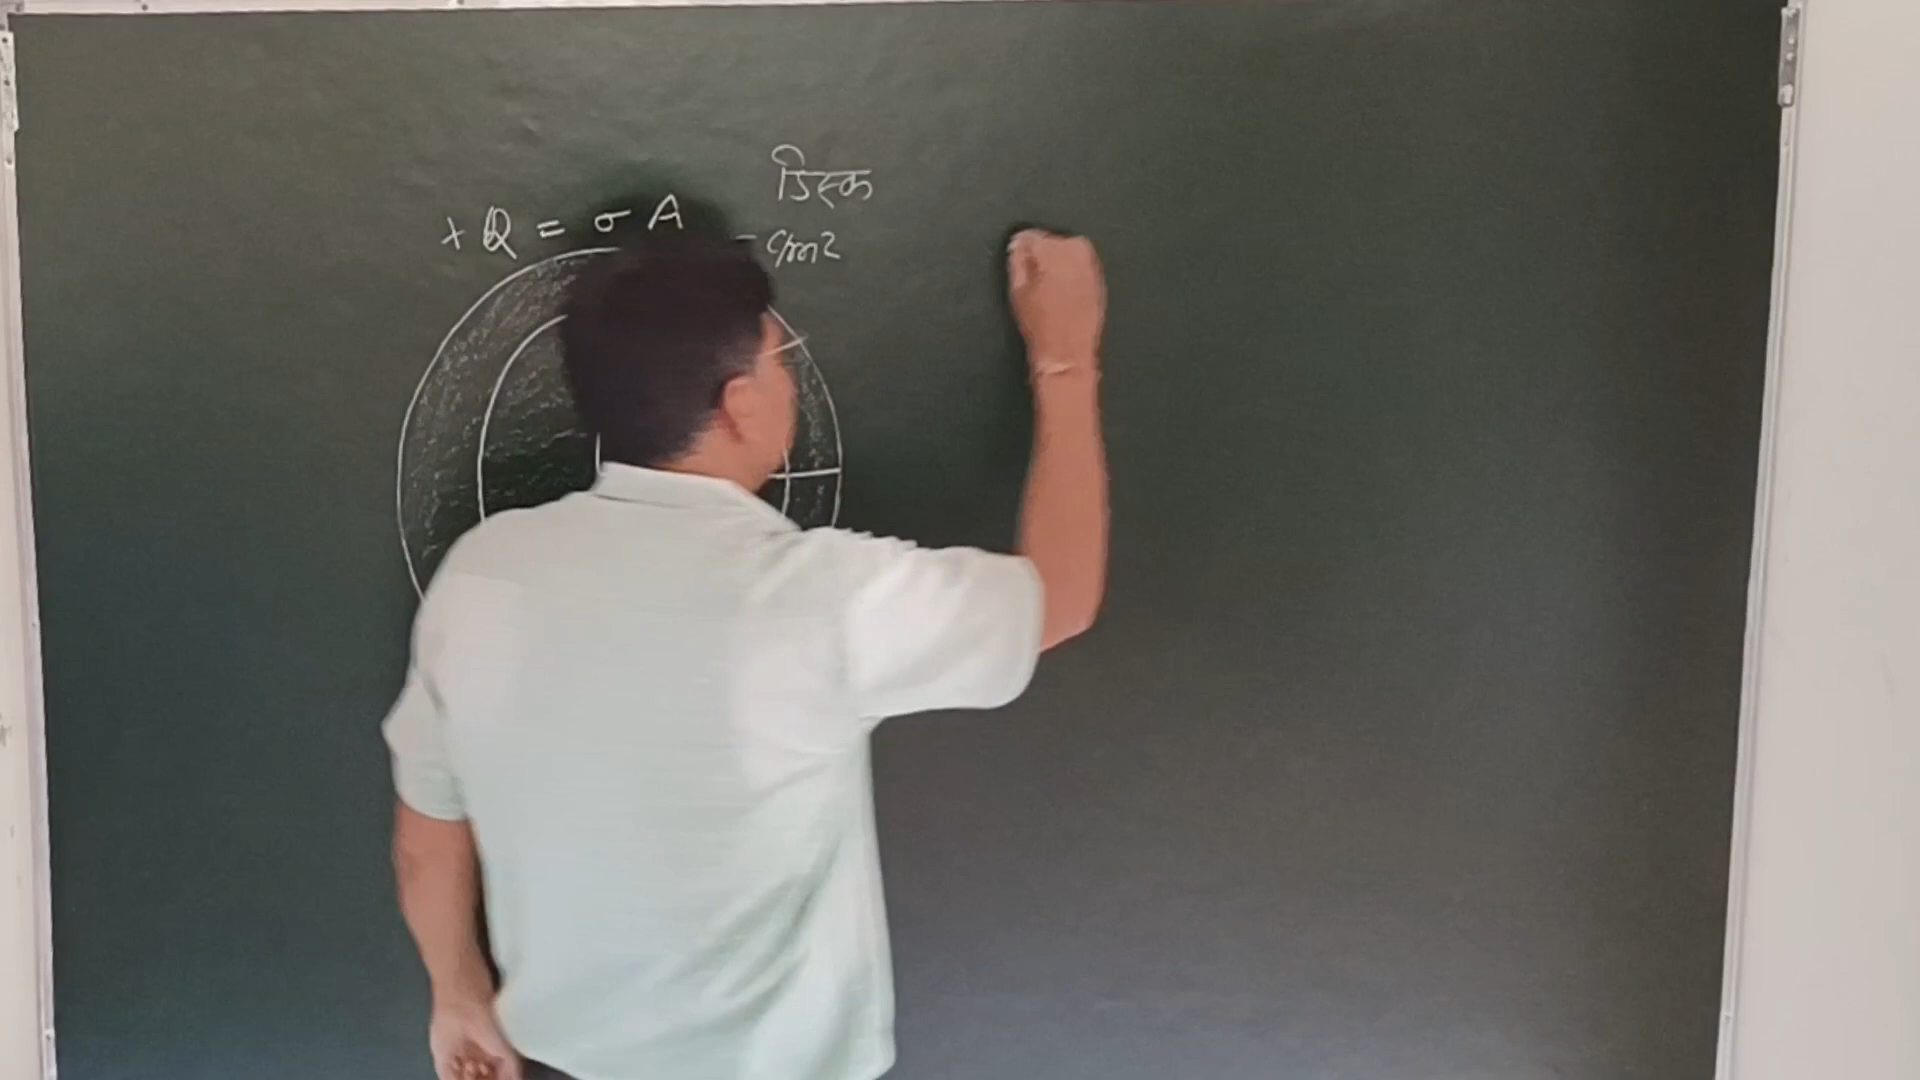 डिस्क
+ Q = σ A
- C/m2